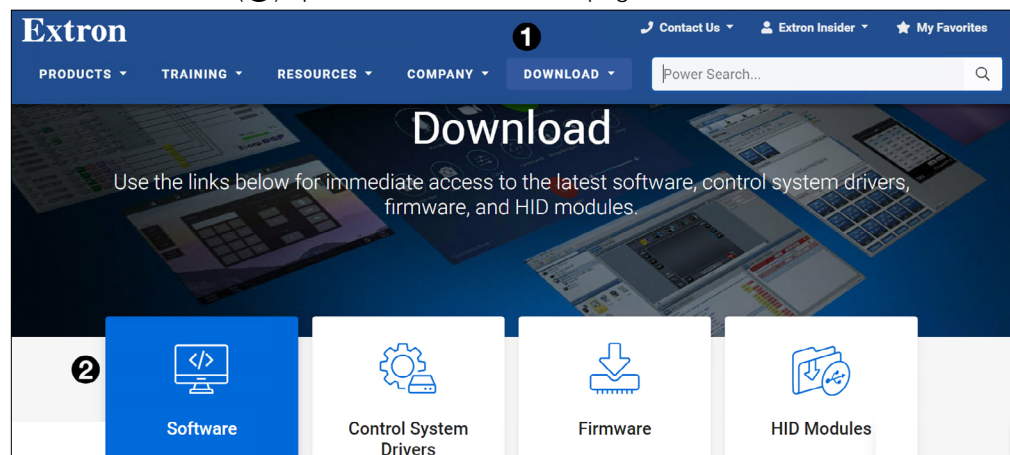 Extron
1
Contact Us
Extron Insider
My Favorites
PRODUCTS
TRAINING
RESOURCES
COMPANY
DOWNLOAD
Power Search...
Download
Use the links below for immediate access to the latest software, control system drivers,
firmware, and HID modules.
2
</>
Software
Control System
Drivers
Firmware
HID Modules